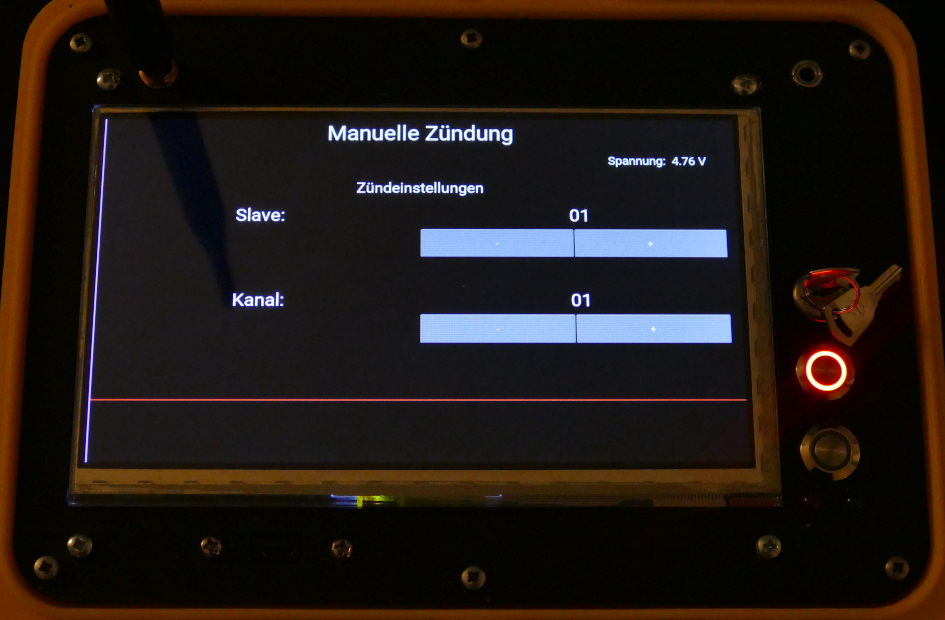 Manuelle Zündung
Spannung: 4.76 V
Zündeinstellungen
Slave: 01
- +
Kanal: 01
- +